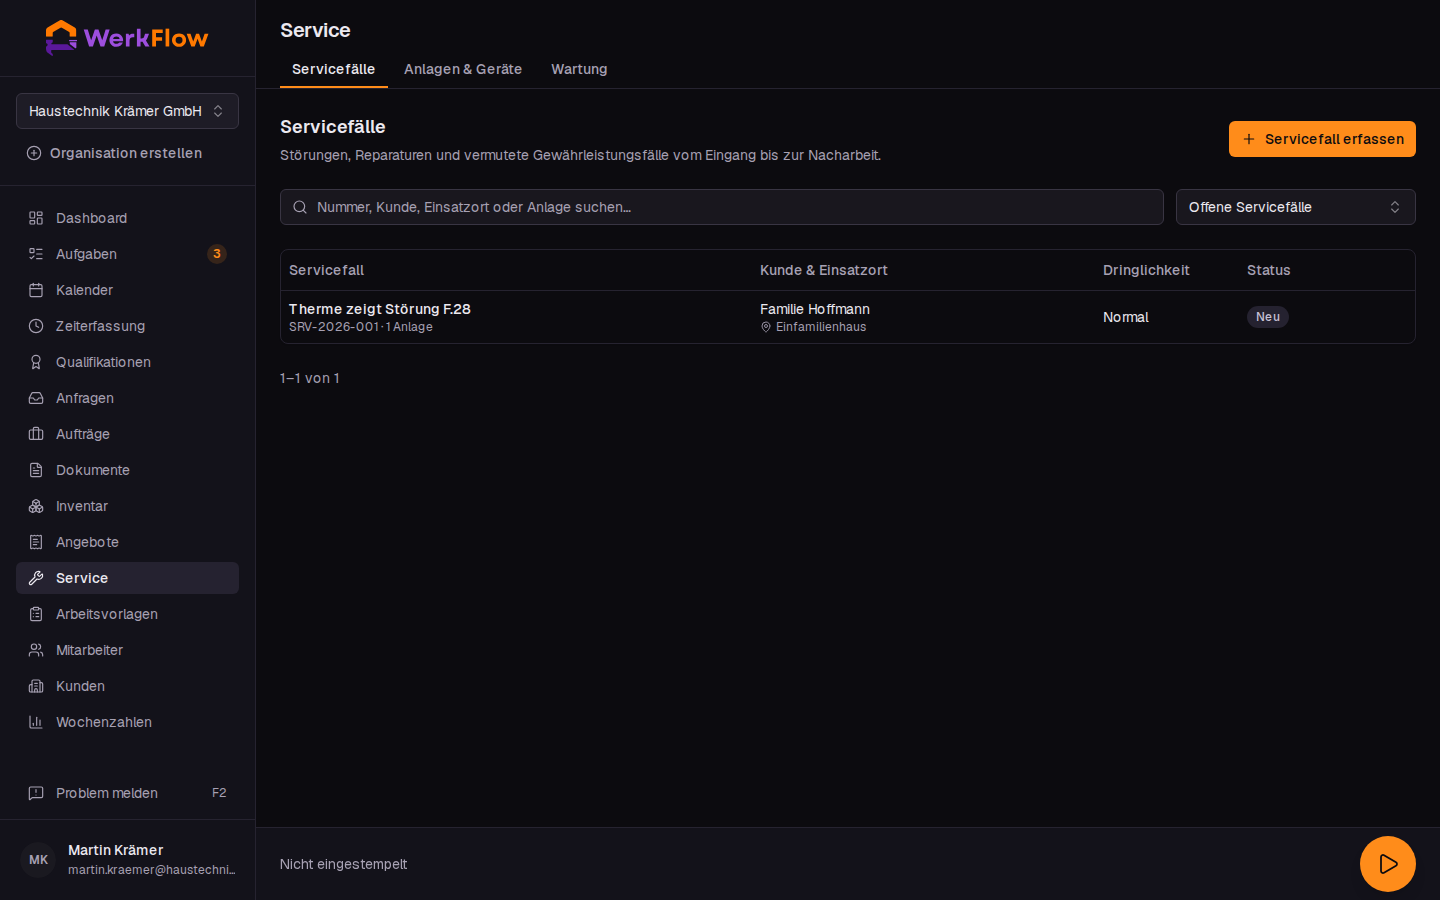 WerkFlow
Haustechnik Krämer GmbH
Organisation erstellen
Dashboard
Aufgaben 3
Kalender
Zeiterfassung
Qualifikationen
Anfragen
Aufträge
Dokumente
Inventar
Angebote
Service
Arbeitsvorlagen
Mitarbeiter
Kunden
Wochenzahlen
Problem melden F2
MK
Martin Krämer
martin.kraemer@haustechni...
Service
Servicefälle Anlagen & Geräte Wartung
Servicefälle
Störungen, Reparaturen und vermutete Gewährleistungsfälle vom Eingang bis zur Nacharbeit.
Servicefall erfassen
Nummer, Kunde, Einsatzort oder Anlage suchen...
Offene Servicefälle
Servicefall Kunde & Einsatzort Dringlichkeit Status
Therme zeigt Störung F.28 Familie Hoffmann Normal Neu
SRV-2026-001 · 1 Anlage Einfamilienhaus
1–1 von 1
Nicht eingestempelt